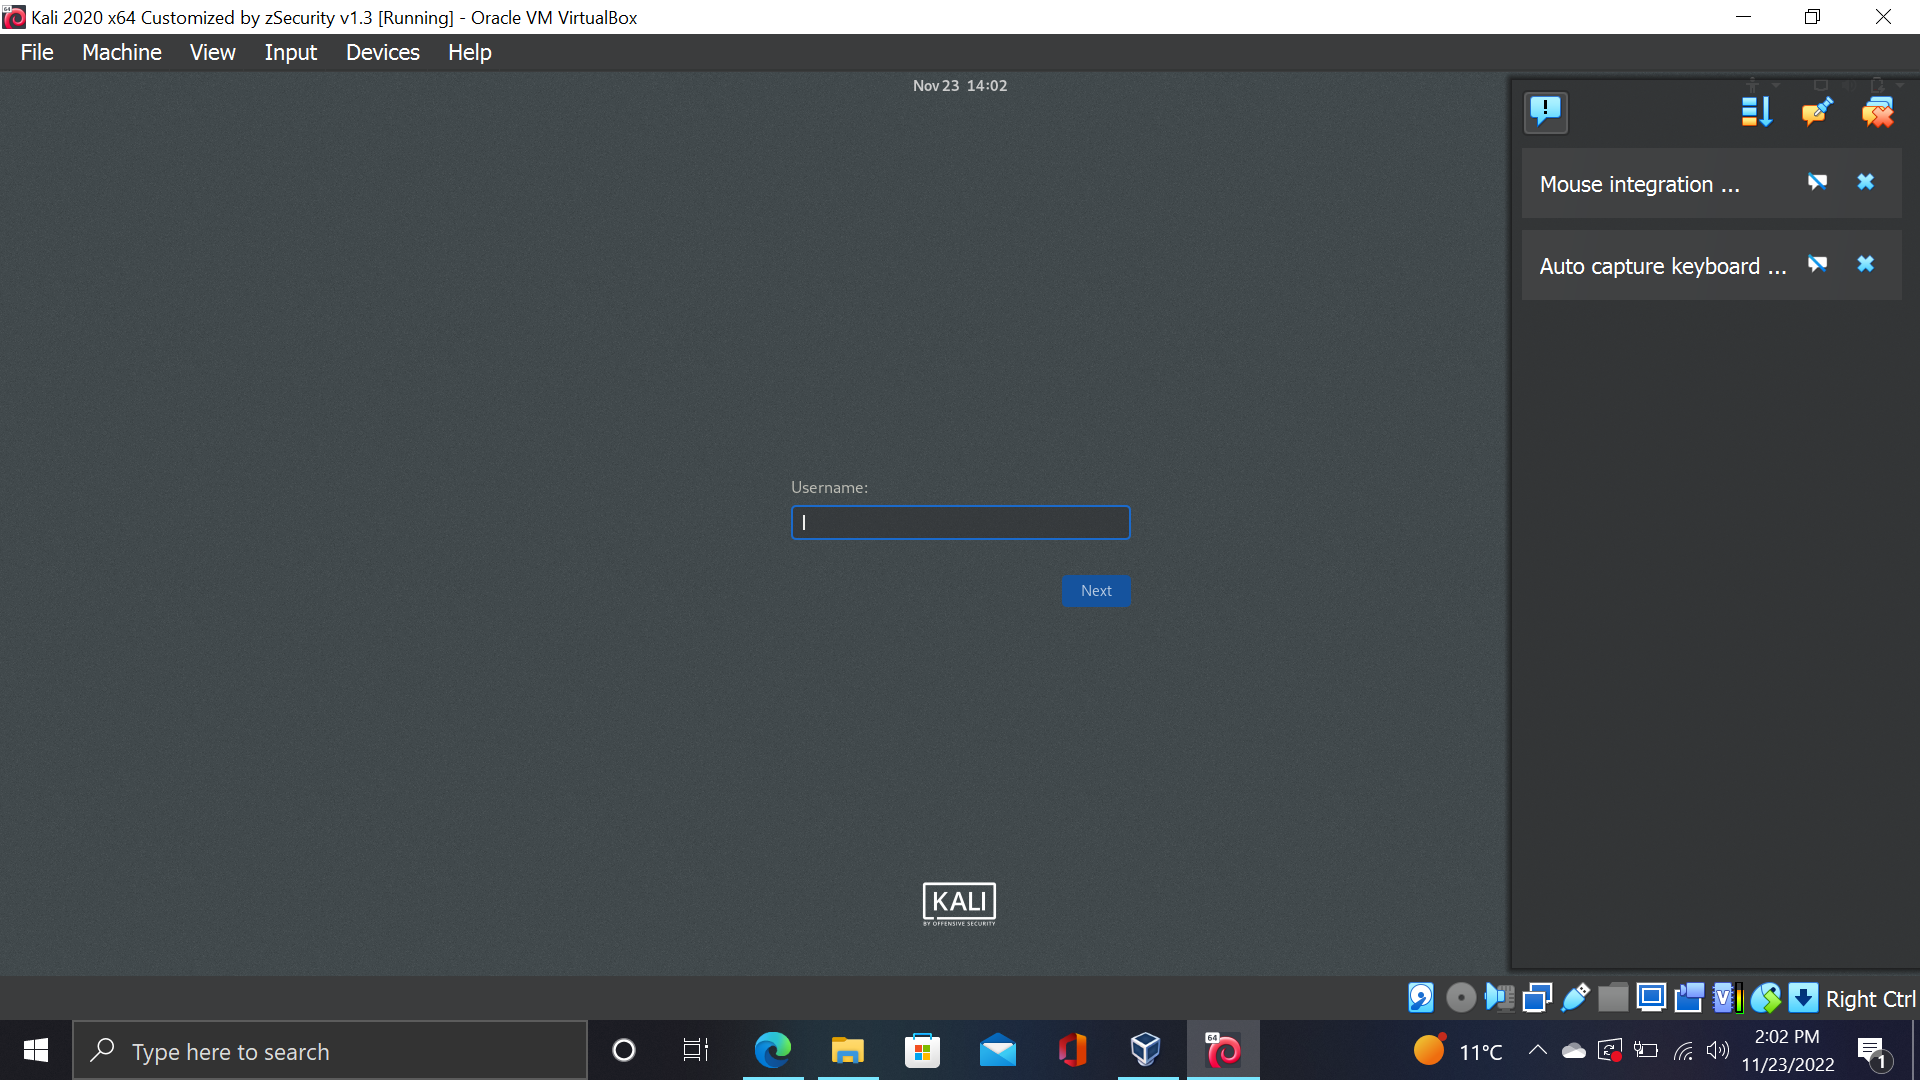 Kali 2020 x64 Customized by zSecurity v1.3 [Running] - Oracle VM VirtualBox
File Machine View Input Devices Help
Nov 23 14:02
Mouse integration ...
Auto capture keyboard ...
Username:
Next
KALI
BY OFFENSIVE SECURITY
V
Right Ctrl
Type here to search
64
11°C
2:02 PM
11/23/2022
1